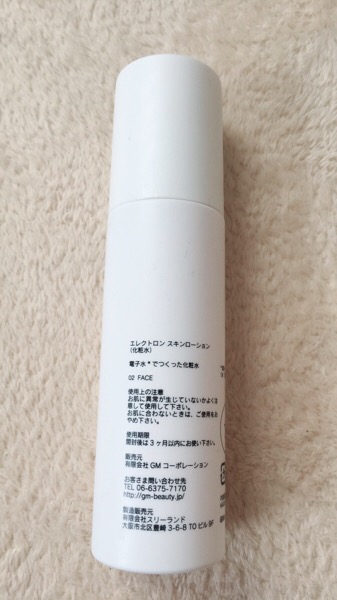 エレクトロン スキンローション
(化粧水)
電子水*でつくった化粧水
02 FACE
使用上の注意
お肌に異常が生じていないかよく注
意して使用して下さい。
お肌に合わないときは、ご使用をお
やめ下さい。
使用期限
開封後は3ヶ月以内にお使い下さい。
販売元
有限会社GMコーポレーション
お客さま問い合わせ先
TEL 06-6375-7170
http://gm-beauty.jp/
製造販売元
有限会社スリーランド
大阪市北区豊崎 3-6-8 TOビル 9F